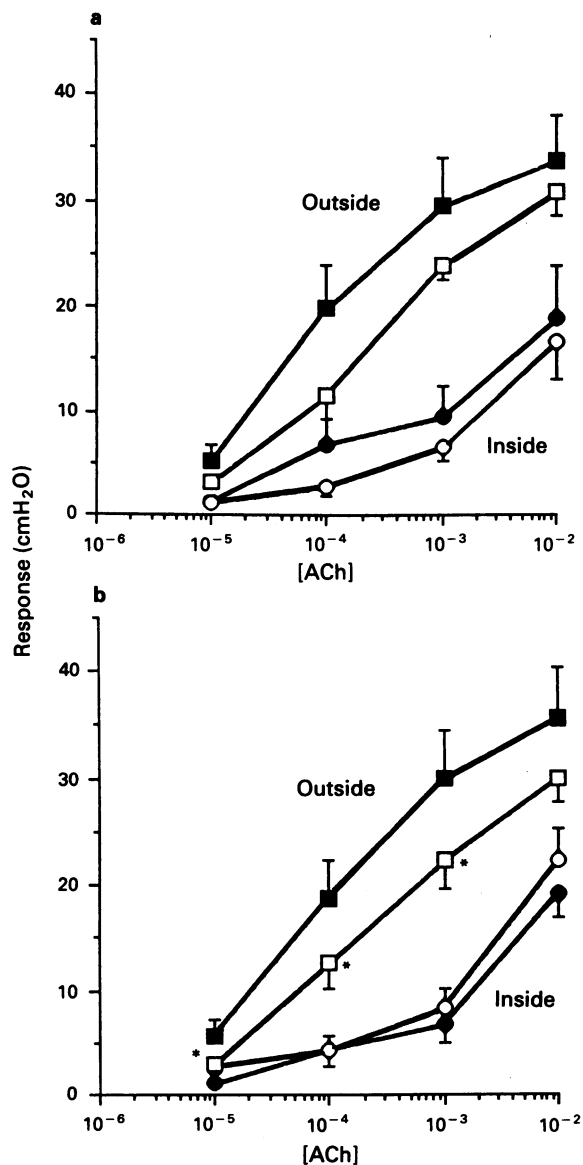 a
40
30
20
10
0
Outside
Inside
10⁻⁶ 10⁻⁵ 10⁻⁴ 10⁻³ 10⁻²
[ACh]
Response (cmH₂O)
b
40
30
20
10
0
Outside
*
*
*
Inside
10⁻⁶ 10⁻⁵ 10⁻⁴ 10⁻³ 10⁻²
[ACh]